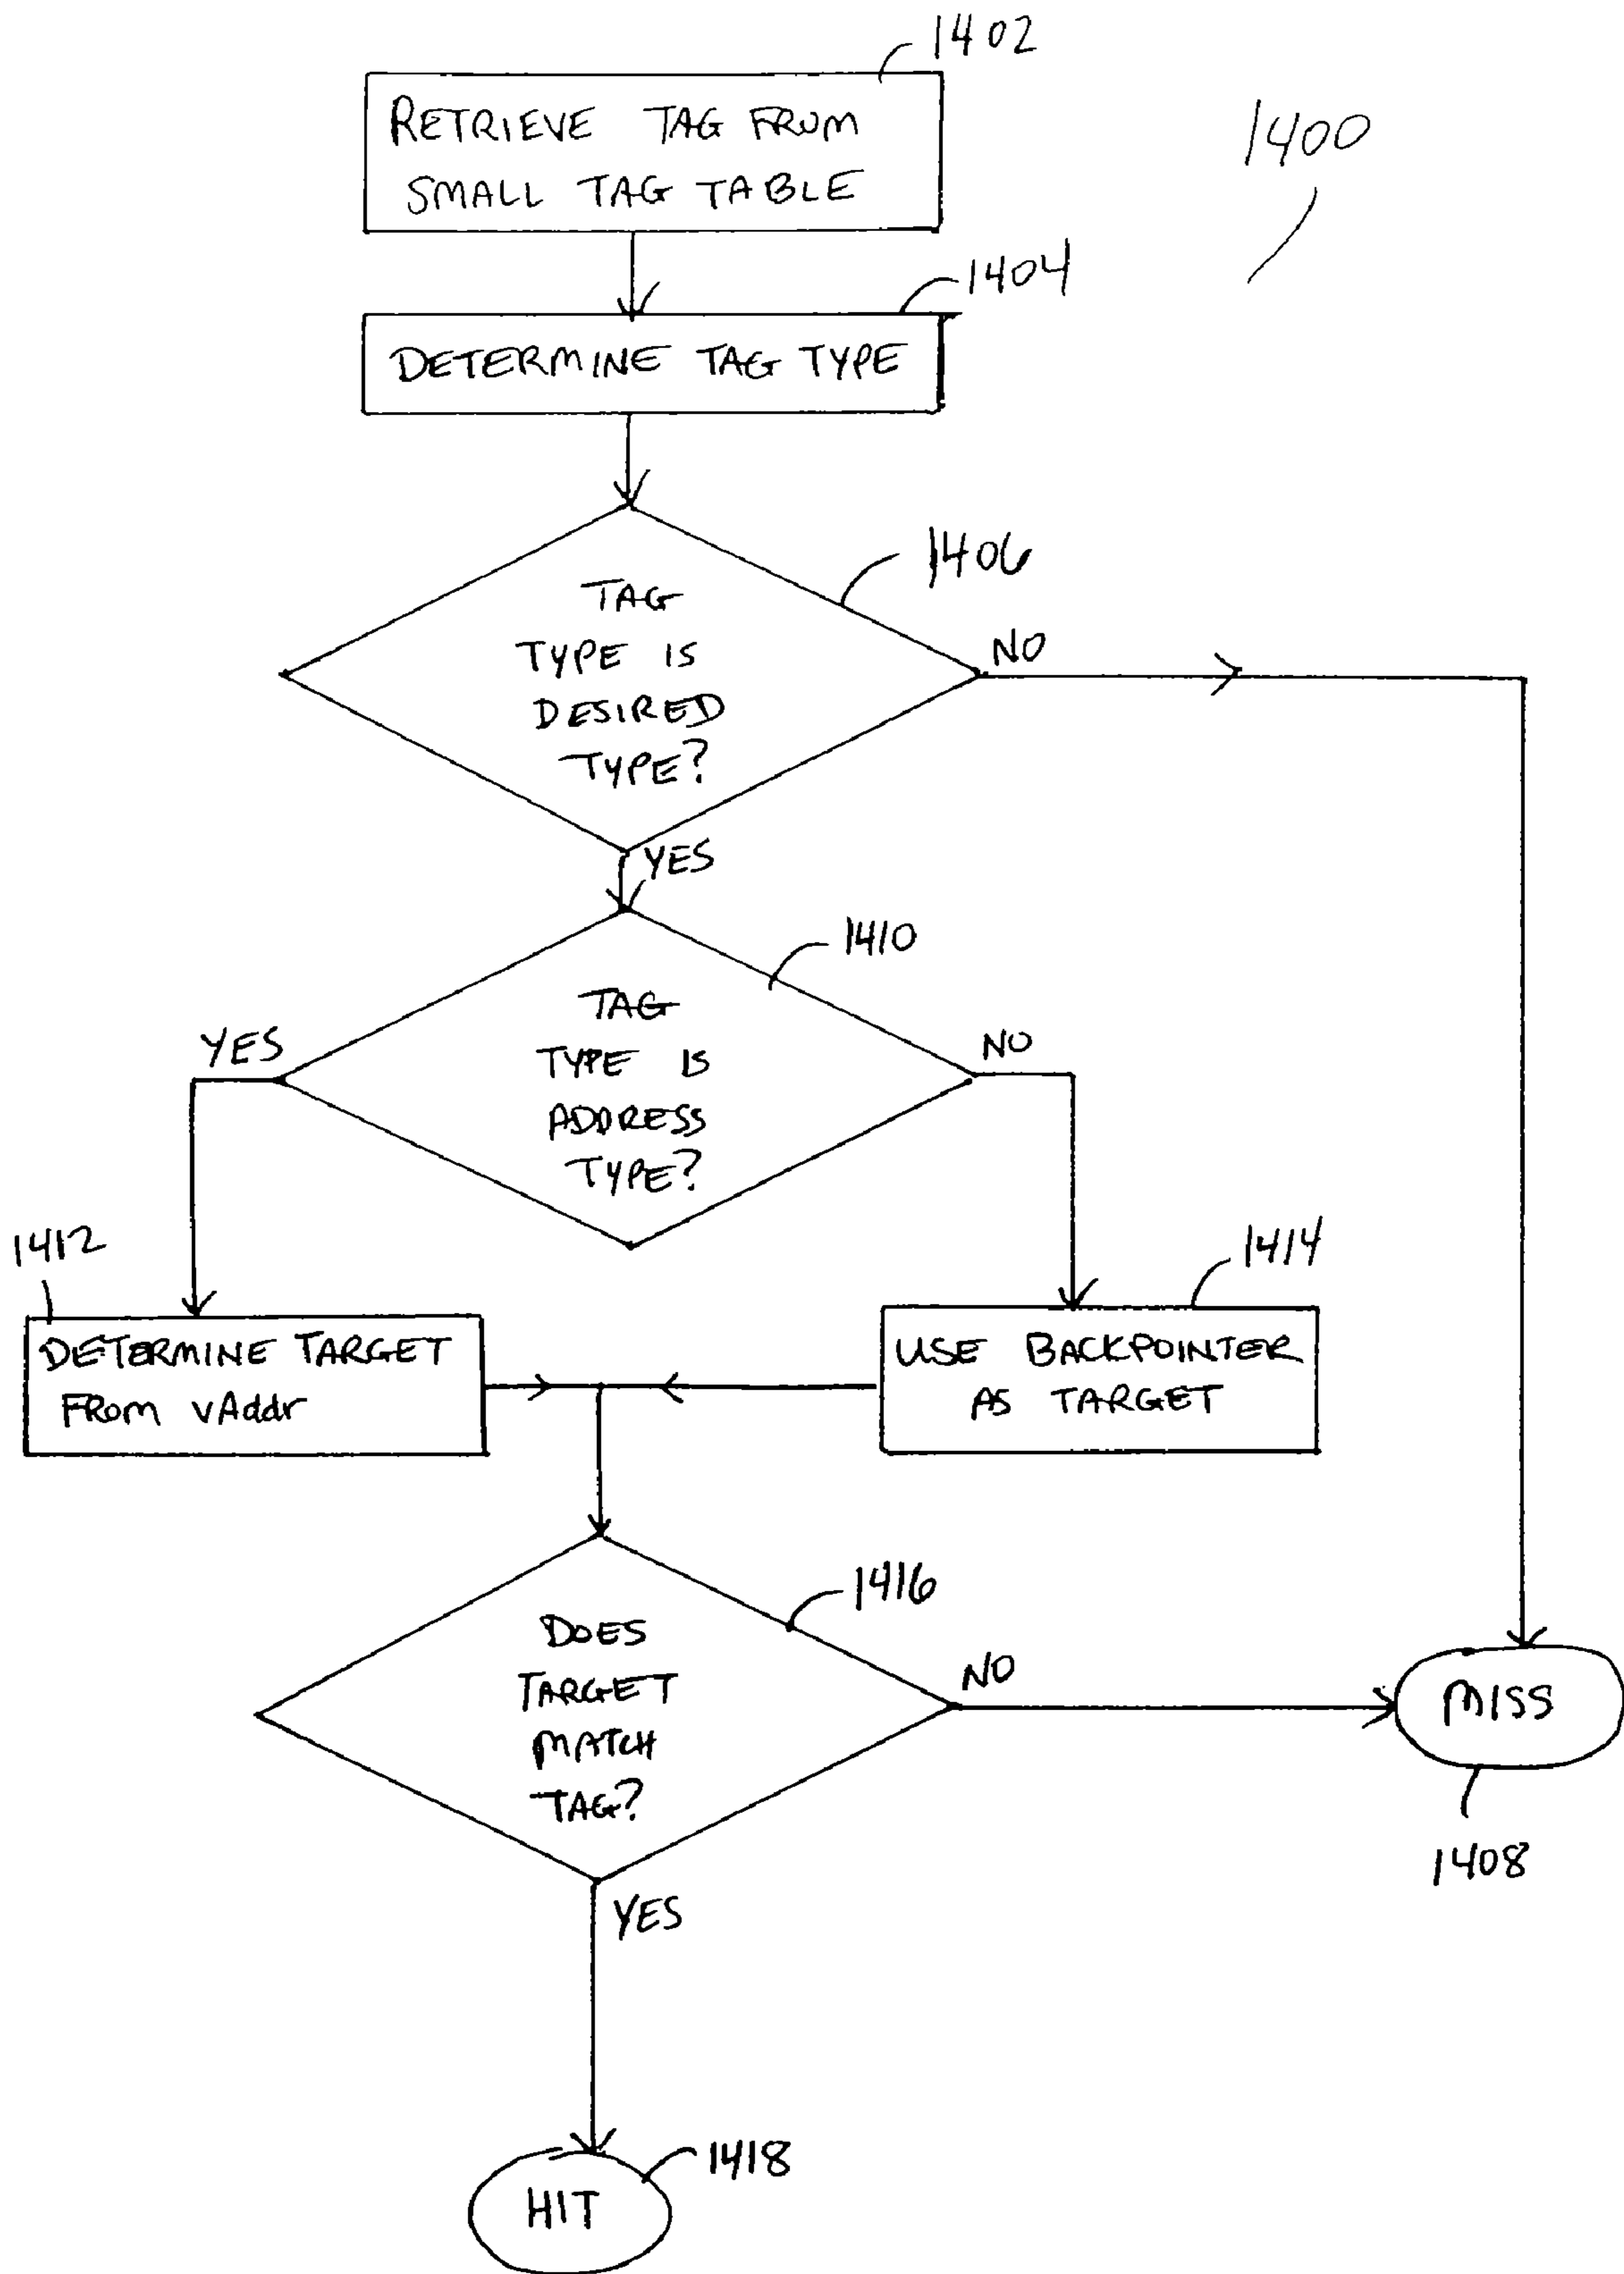 1402
RETRIEVE TAG FROM
SMALL TAG TABLE
1400
1404
DETERMINE TAG TYPE
1406
TAG
TYPE IS
DESIRED
TYPE?
NO
YES
1410
TAG
TYPE IS
ADDRESS
TYPE?
YES
NO
1412
DETERMINE TARGET
FROM vAddr
1414
USE BACKPOINTER
AS TARGET
1416
DOES
TARGET
MATCH
TAG?
NO
MISS
1408
YES
1418
HIT